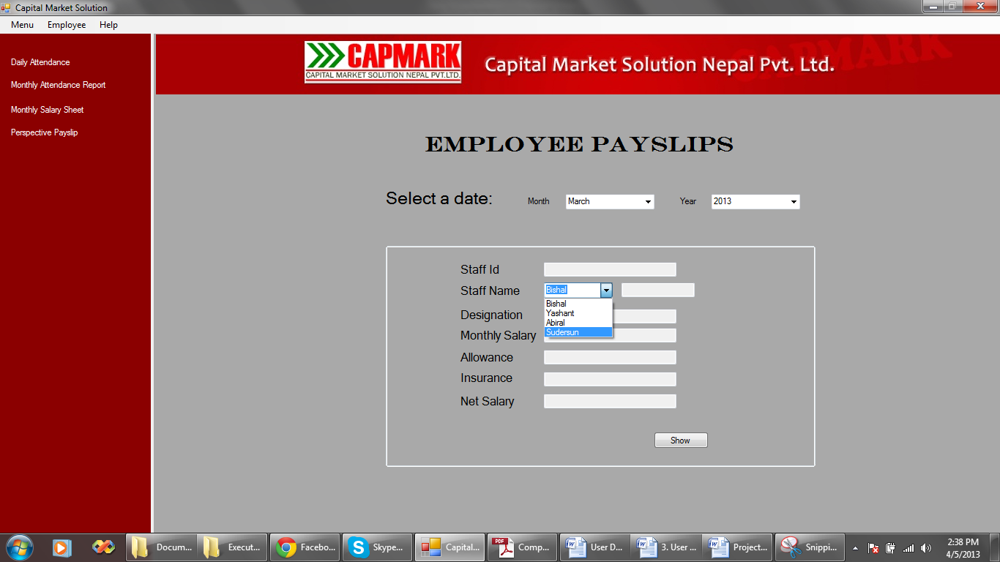 Capital Market Solution
Menu Employee Help
Daily Attendance
Monthly Attendance Report
Monthly Salary Sheet
Perspective Payslip
CAPMARK
CAPITAL MARKET SOLUTION NEPAL PVT.LTD.
Capital Market Solution Nepal Pvt. Ltd.
CAPMARK
EMPLOYEE PAYSLIPS
Select a date: Month March Year 2013
Staff Id
Staff Name Bishal
Bishal
Yashant
Abiral
Sudersun
Designation
Monthly Salary
Allowance
Insurance
Net Salary
Show
Docum... Execut... Facebo... Skype... Capital... Comp... User D... 3. User ... Project... Snippi...
2:38 PM
4/5/2013